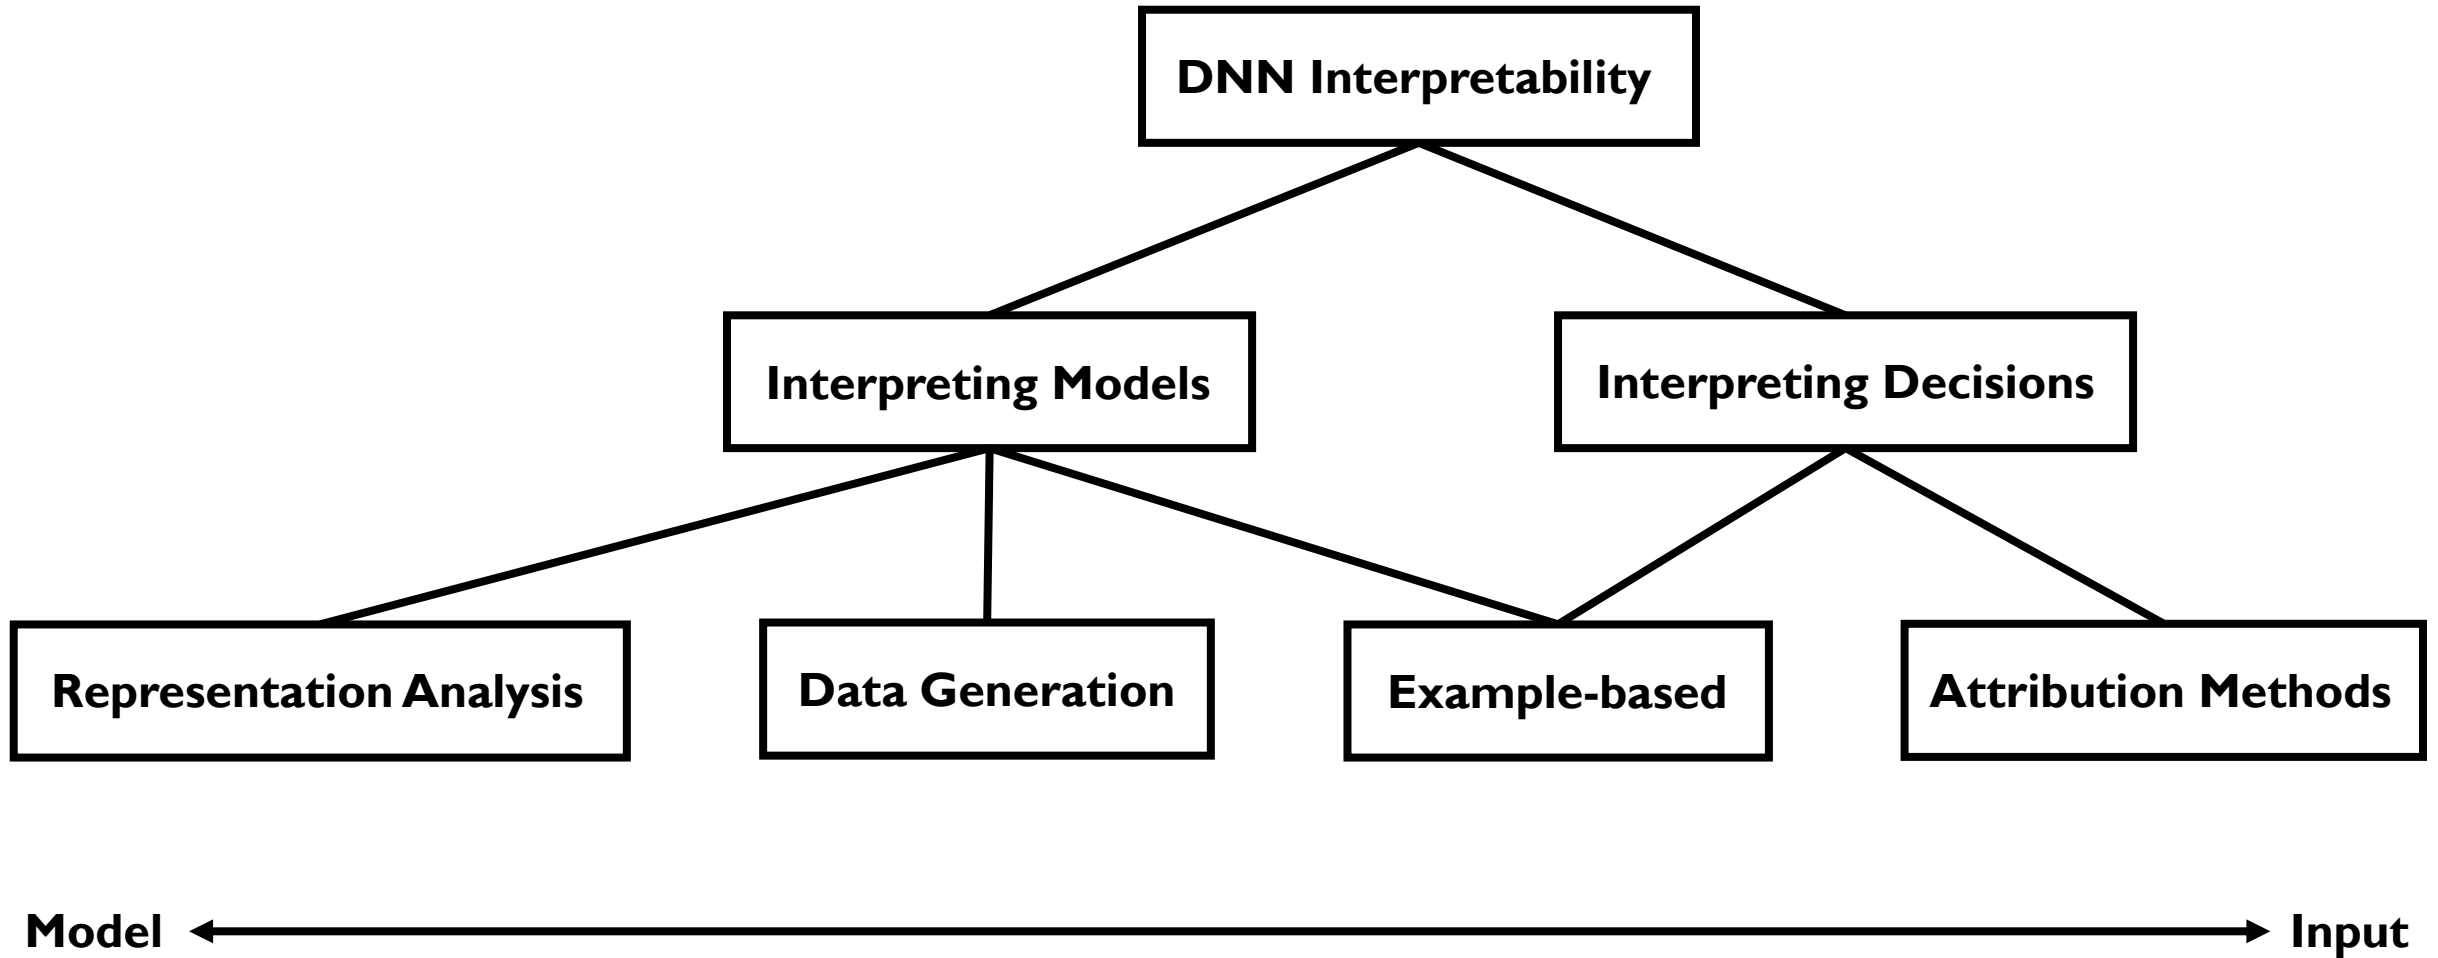 DNN Interpretability
Interpreting Models
Interpreting Decisions
Representation Analysis
Data Generation
Example-based
Attribution Methods
Model
Input